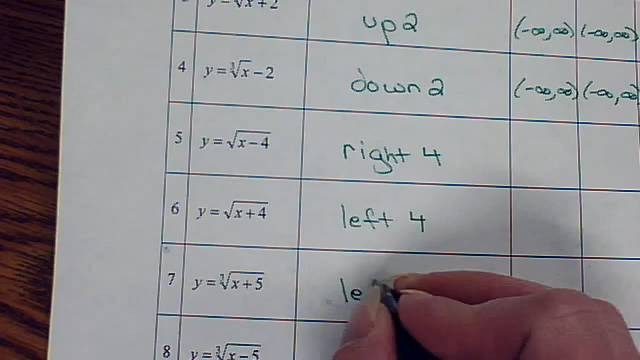 y = ∛x + 2 up 2 (-∞,∞) (-∞,∞)
4 y = ∛x - 2 down 2 (-∞,∞) (-∞,∞)
5 y = √x-4 right 4
6 y = √x+4 left 4
7 y = ∛x+5 le
8 y = ∛x-5